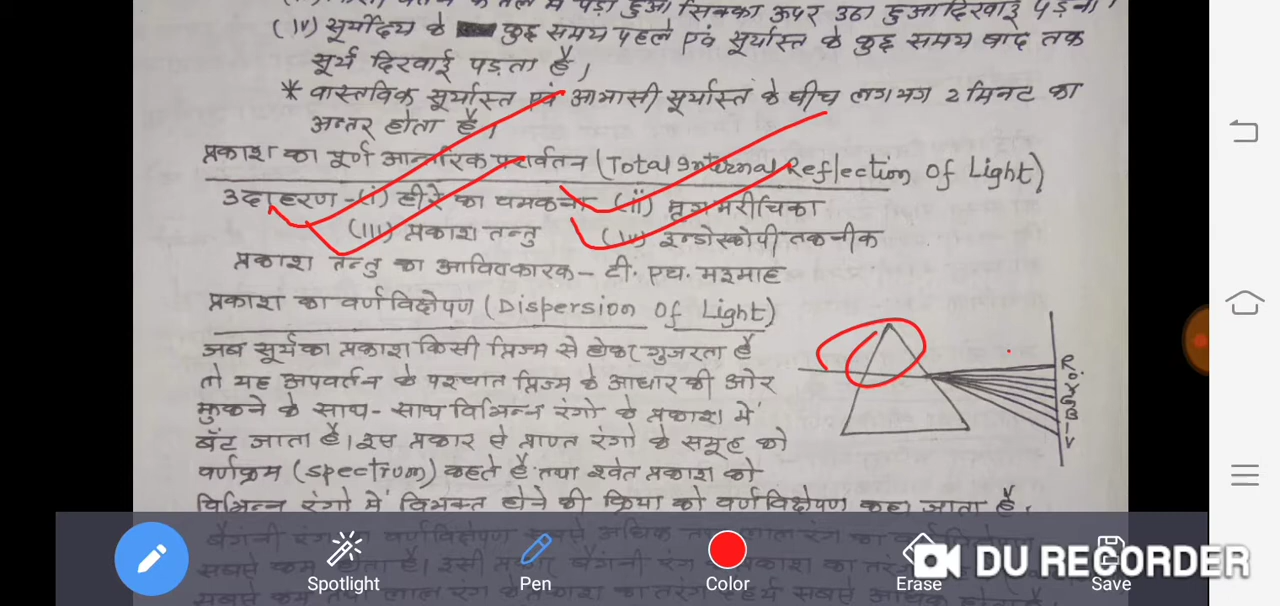 (iv) सूर्योदय के कुछ समय पहले एवं सूर्यास्त के कुछ समय बाद तक
सूर्य दिखाई पड़ता है।
* वास्तविक सूर्यास्त एवं आभासी सूर्यास्त के बीच लगभग 2 मिनट का
अन्तर होता है।
प्रकाश का पूर्ण आन्तरिक परावर्तन (Total Internal Reflection Of Light)
उदाहरण - (i) हीरे का चमकना (ii) मृग मरीचिका
(iii) प्रकाश तन्तु (iv) इन्डोस्कोपी तकनीक
प्रकाश तन्तु का आविष्कारक - टी. एच. मइमाह
प्रकाश का वर्ण विक्षेपण (Dispersion Of Light)
जब सूर्य का प्रकाश किसी प्रिज्म से होकर गुजरता है
तो यह अपवर्तन के पश्चात प्रिज्म के आधार की ओर
झुकने के साथ-साथ विभिन्न रंगो के प्रकाश में
बँट जाता है। इस प्रकार से प्राप्त रंगो के समूह को
वर्णक्रम (spectrum) कहते है तथा श्वेत प्रकाश को
विभिन्न रंगो में विभक्त होने की क्रिया को वर्ण विक्षेपण कहा जाता है।
Spotlight
Pen
Color
Erase
Save
DU RECORDER